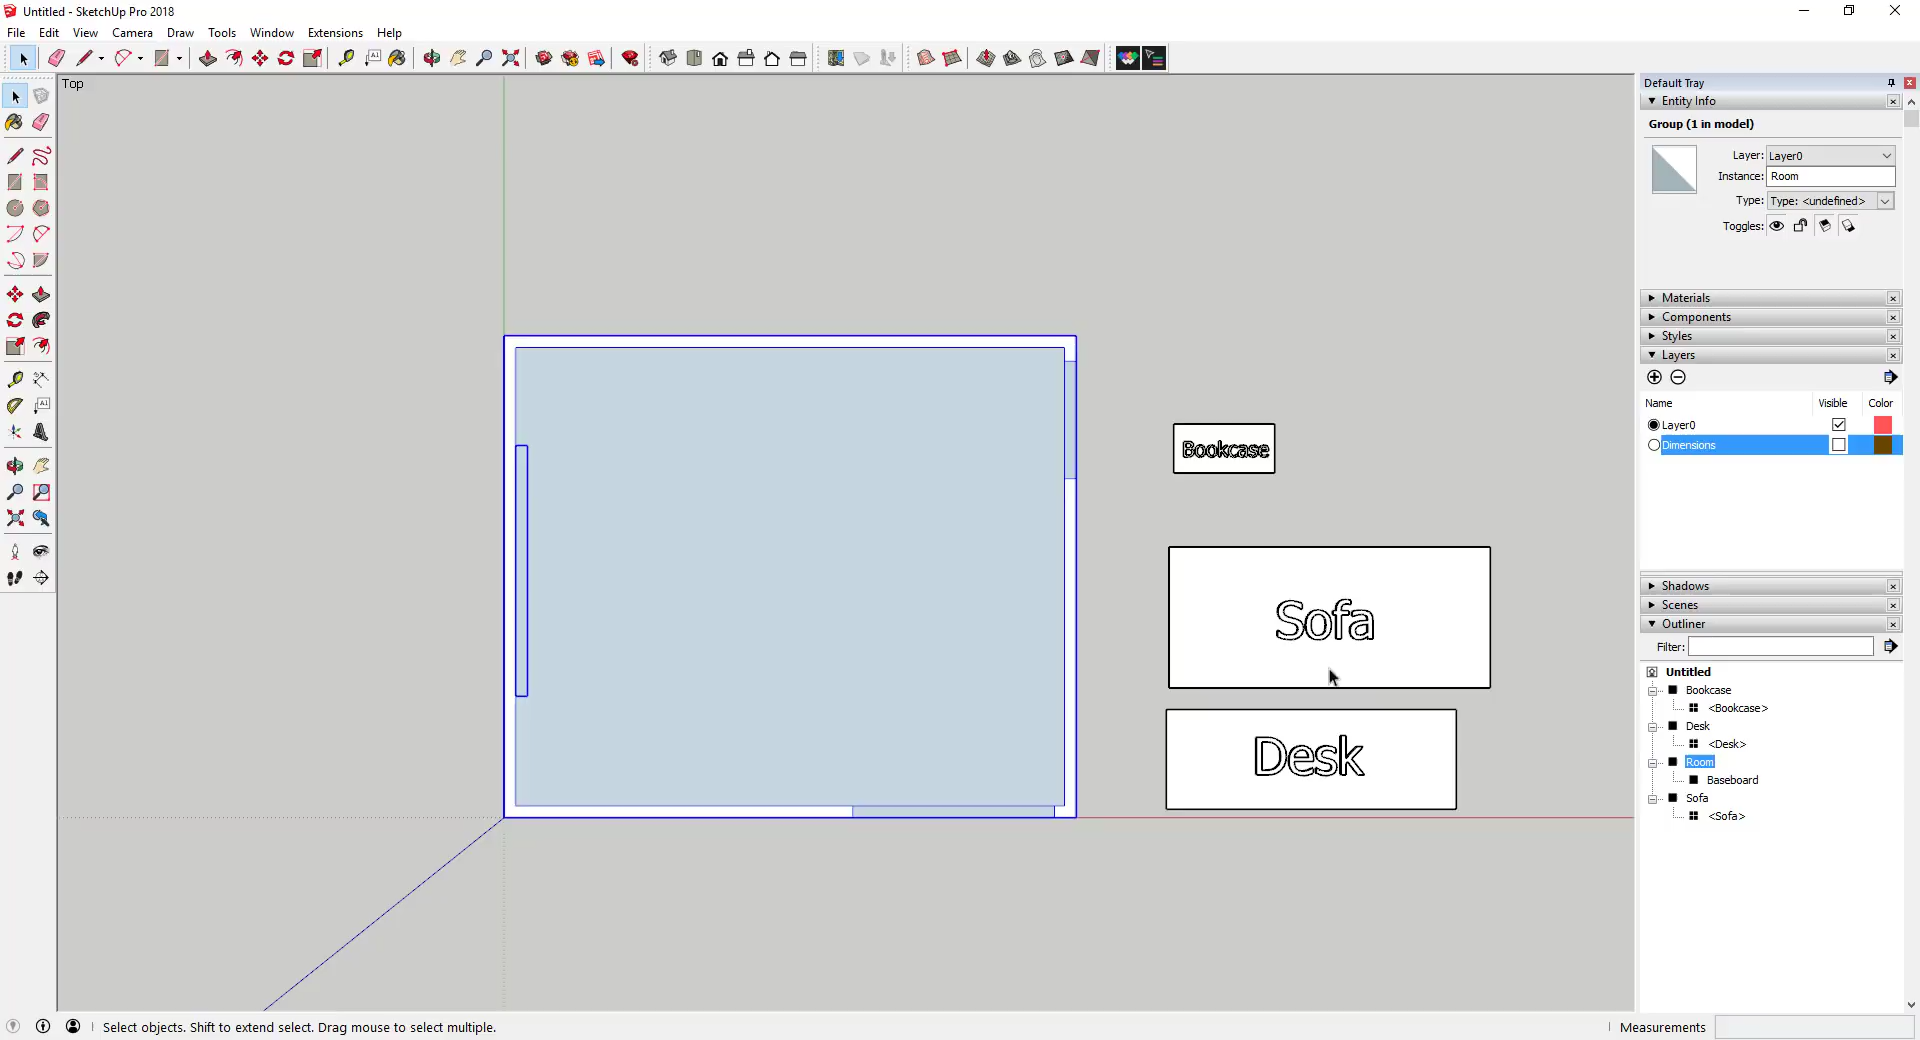 Untitled - SketchUp Pro 2018
File Edit View Camera Draw Tools Window Extensions Help
Top
Default Tray
Entity Info
Group (1 in model)
Layer: Layer0
Instance: Room
Type: Type: <undefined>
Toggles:
Materials
Components
Styles
Layers
Name Visible Color
Layer0
Dimensions
Bookcase
Sofa
Desk
Shadows
Scenes
Outliner
Filter:
Untitled
Bookcase
<Bookcase>
Desk
<Desk>
Room
Baseboard
Sofa
<Sofa>
Select objects. Shift to extend select. Drag mouse to select multiple.
Measurements